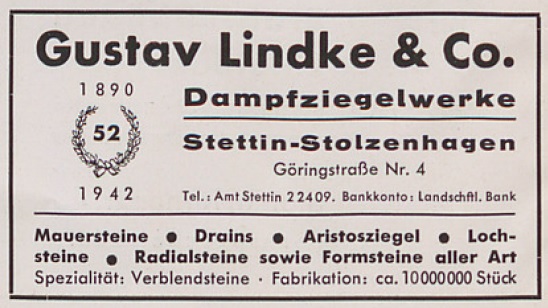 Gustav Lindke & Co.
1890
Dampfziegelwerke
52
Stettin-Stolzenhagen
Göringstraße Nr. 4
1942
Tel.: Amt Stettin 22409. Bankkonto: Landschftl. Bank
Mauersteine ● Drains ● Aristosziegel ● Loch-
steine ● Radialsteine sowie Formsteine aller Art
Spezialität: Verblendsteine · Fabrikation: ca. 10000000 Stück